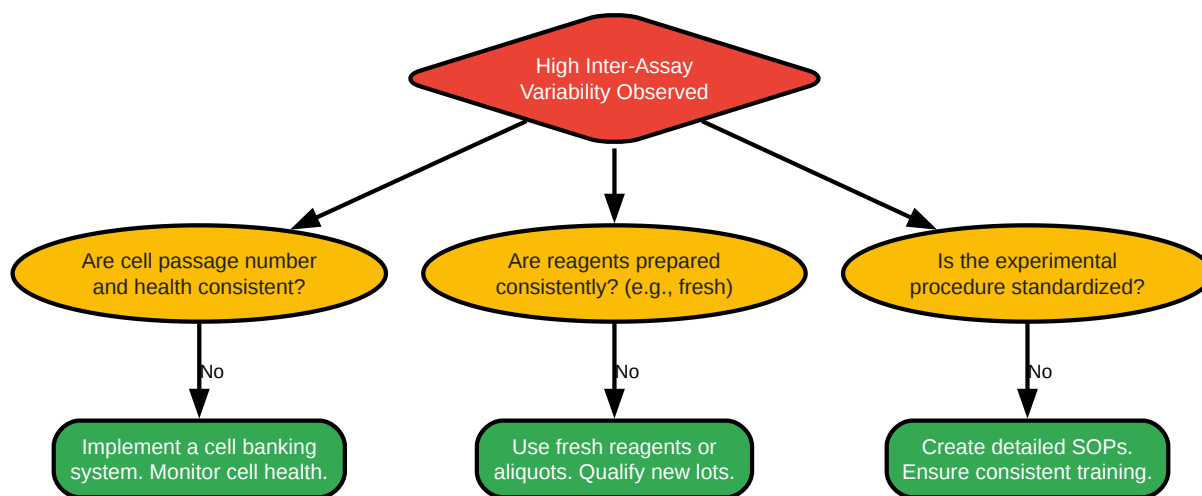 High Inter-Assay
Variability Observed
Are cell passage number
and health consistent?
Are reagents prepared
consistently? (e.g., fresh)
Is the experimental
procedure standardized?
No
No
No
Implement a cell banking
system. Monitor cell health.
Use fresh reagents or
aliquots. Qualify new lots.
Create detailed SOPs.
Ensure consistent training.